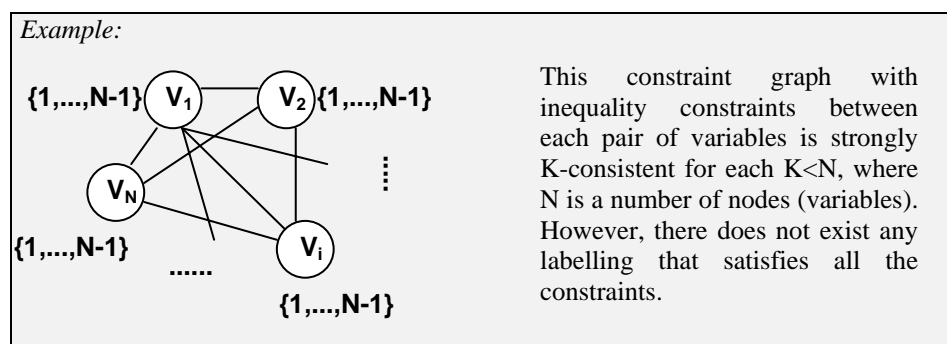 Example:
{1,...,N-1} V1 V2 {1,...,N-1}
VN
{1,...,N-1}
......
......
Vi
{1,...,N-1}
This constraint graph with
inequality constraints between
each pair of variables is strongly
K-consistent for each K<N, where
N is a number of nodes (variables).
However, there does not exist any
labelling that satisfies all the
constraints.